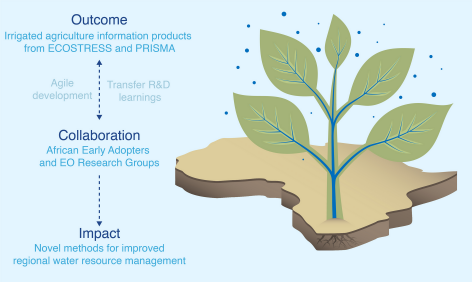 Outcome
Irrigated agriculture information products
from ECOSTRESS and PRISMA
Agile
development
Transfer R&D
learnings
Collaboration
African Early Adopters
and EO Research Groups
Impact
Novel methods for improved
regional water resource management